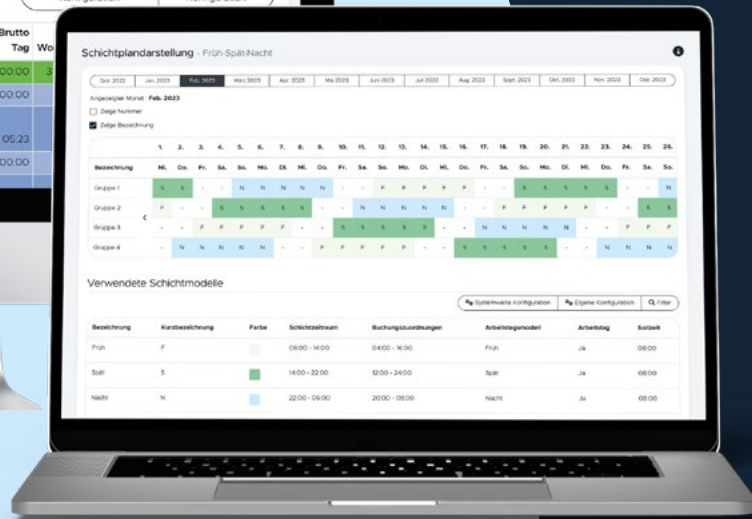 Brutto
Tag
00:00
00:00
05:23
00:00
Schichtplandarstellung - Früh-Spät-Nacht
Dez. 2022 Jan. 2023 Feb. 2023 März 2023 Apr. 2023 Mai 2023 Juni 2023 Juli 2023 Aug. 2023 Sept. 2023 Okt. 2023 Nov. 2023 Dez. 2023
Angezeigter Monat: Feb. 2023
Zeige Nummer
Zeige Bezeichnung
1. 2. 3. 4. 5. 6. 7. 8. 9. 10. 11. 12. 13. 14. 15. 16. 17. 18. 19. 20. 21. 22. 23. 24. 25. 26.
Bezeichnung Mi. Do. Fr. Sa. So. Mo. Di. Mi. Do. Fr. Sa. So. Mo. Di. Mi. Do. Fr. Sa. So. Mo. Di. Mi. Do. Fr. Sa. So.
Gruppe 1 S S - - N N N N N - - F F F F F - - S S S S S - - N
Gruppe 2 F - - S S S S S - - N N N N N - - F F F F F - - S S
Gruppe 3 - - F F F F F - - S S S S S - - N N N N N - - F F F
Gruppe 4 - N N N N N - - F F F F F - - S S S S S - - N N N N
Verwendete Schichtmodelle
Systemweite Konfiguration Eigene Konfiguration Filter
Bezeichnung Kurzbezeichnung Farbe Schichtzeitraum Buchungszuordnungen Arbeitstagsmodell Arbeitstag Sollzeit
Früh F 06:00 - 14:00 04:00 - 16:00 Früh Ja 08:00
Spät S 14:00 - 22:00 12:00 - 24:00 Spät Ja 08:00
Nacht N 22:00 - 06:00 20:00 - 08:00 Nacht Ja 08:00